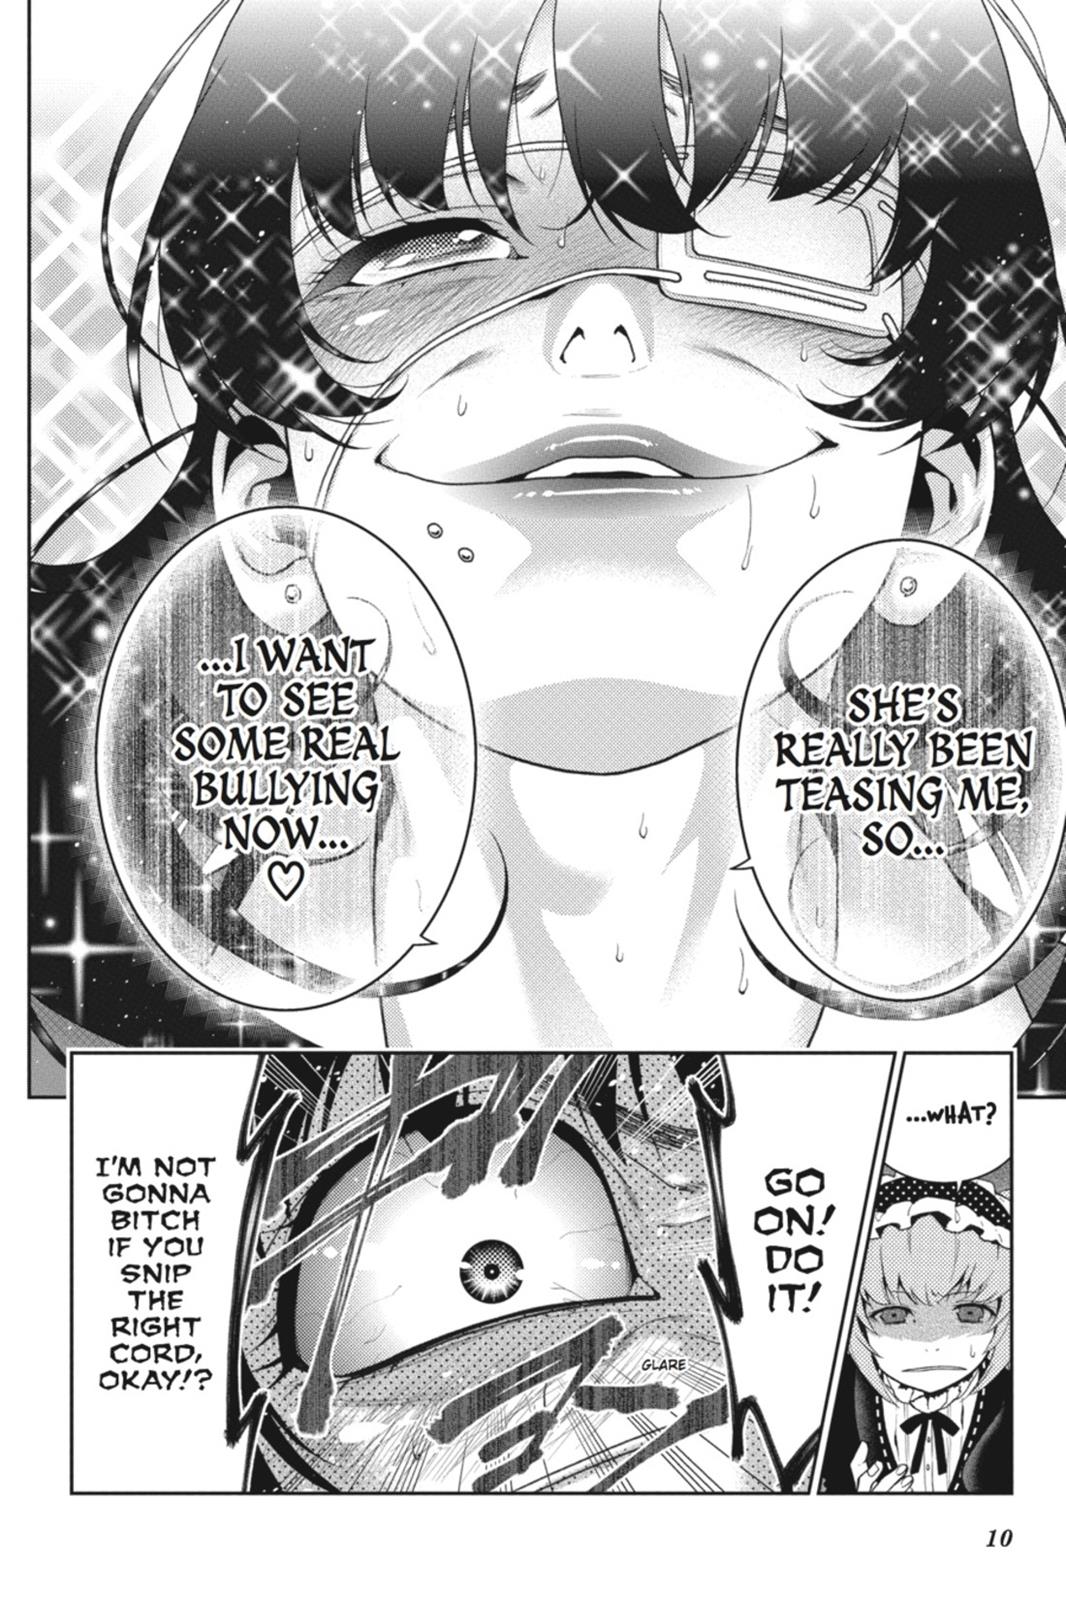 SHE'S
REALLY BEEN
TEASING ME,
SO...
...I WANT
TO SEE
SOME REAL
BULLYING
NOW...
♡
...WHAT?
GO
ON!
DO
IT!
GLARE
I'M NOT
GONNA
BITCH
IF YOU
SNIP
THE
RIGHT
CORD,
OKAY!?
10